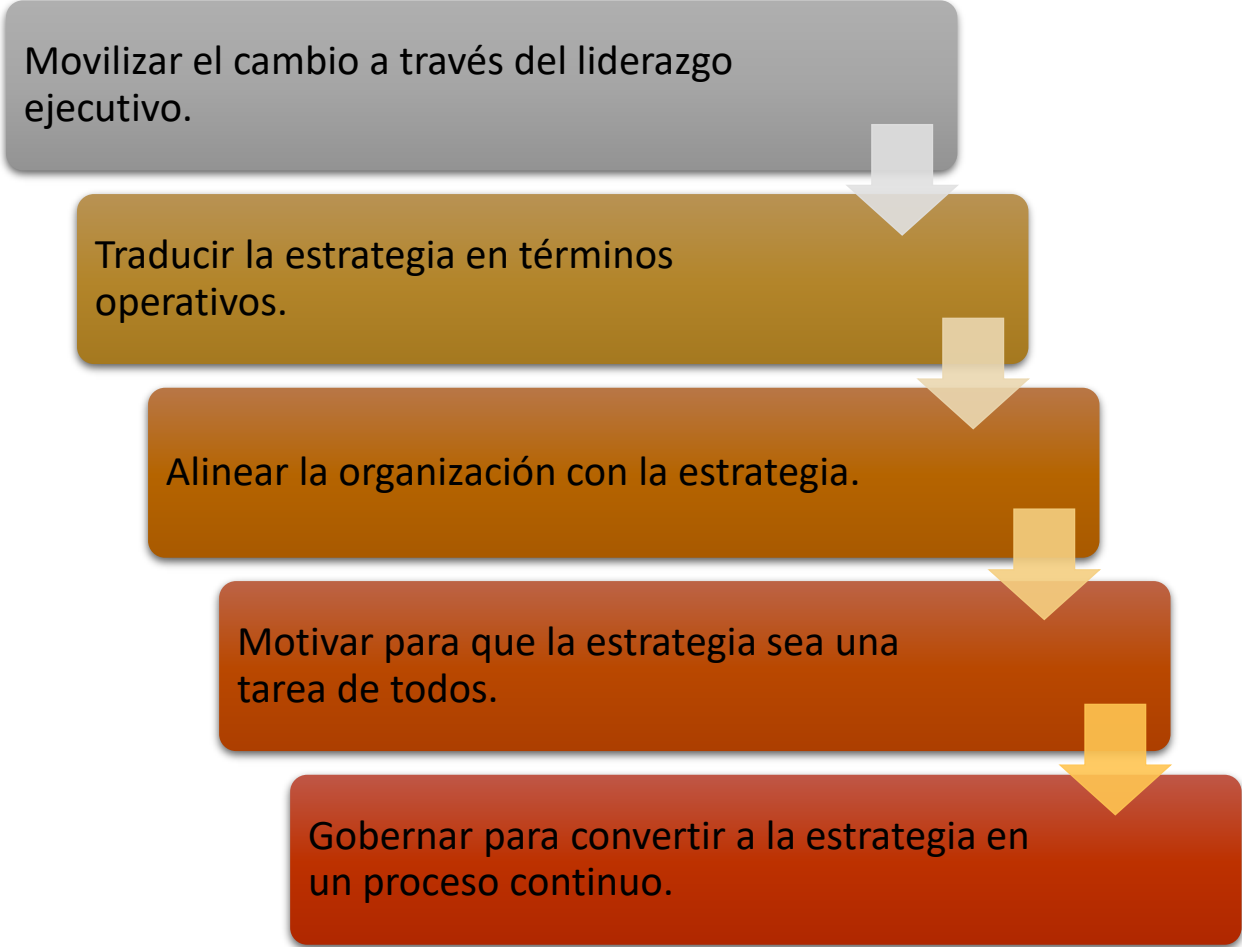 Movilizar el cambio a través del liderazgo
ejecutivo.
Traducir la estrategia en términos
operativos.
Alinear la organización con la estrategia.
Motivar para que la estrategia sea una
tarea de todos.
Gobernar para convertir a la estrategia en
un proceso continuo.